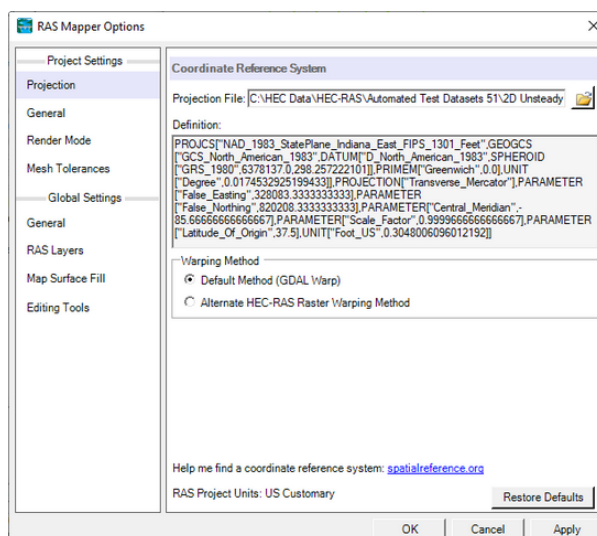 RAS Mapper Options
Project Settings
Projection
General
Render Mode
Mesh Tolerances
Global Settings
General
RAS Layers
Map Surface Fill
Editing Tools
Coordinate Reference System
Projection File: C:\HEC Data\HEC-RAS\Automated Test Datasets 51\2D Unsteady
Definition:
PROJCS["NAD_1983_StatePlane_Indiana_East_FIPS_1301_Feet",GEOGCS
["GCS_North_American_1983",DATUM["D_North_American_1983",SPHEROID
["GRS_1980",6378137.0,298.257222101]],PRIMEM["Greenwich",0.0],UNIT
["Degree",0.0174532925199433]],PROJECTION["Transverse_Mercator"],PARAMETER
["False_Easting",328083.3333333333],PARAMETER
["False_Northing",820208.3333333333],PARAMETER["Central_Meridian",-
85.66666666666667],PARAMETER["Scale_Factor",0.9999666666666667],PARAMETER
["Latitude_Of_Origin",37.5],UNIT["Foot_US",0.3048006096012192]]
Warping Method
Default Method (GDAL Warp)
Alternate HEC-RAS Raster Warping Method
Help me find a coordinate reference system: spatialreference.org
RAS Project Units: US Customary
Restore Defaults
OK
Cancel
Apply